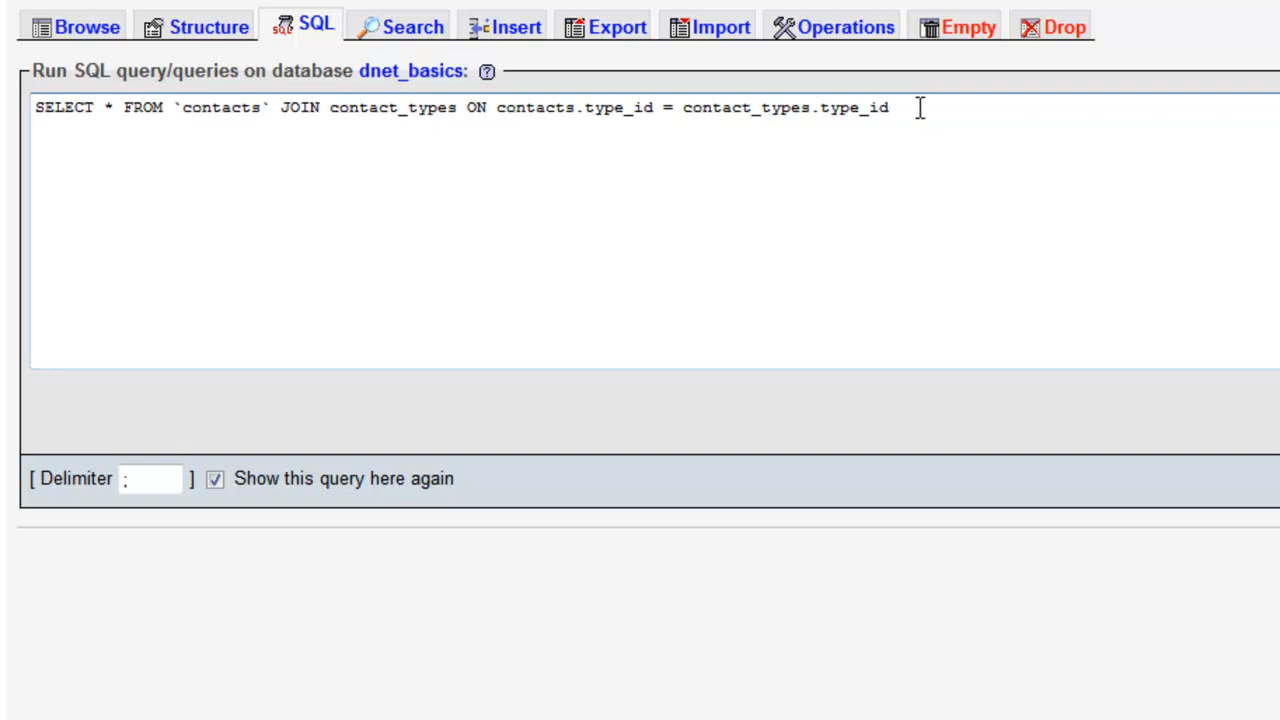 Browse Structure SQL Search Insert Export Import Operations Empty Drop
Run SQL query/queries on database dnet_basics:
SELECT * FROM `contacts` JOIN contact_types ON contacts.type_id = contact_types.type_id
[ Delimiter ; ] Show this query here again